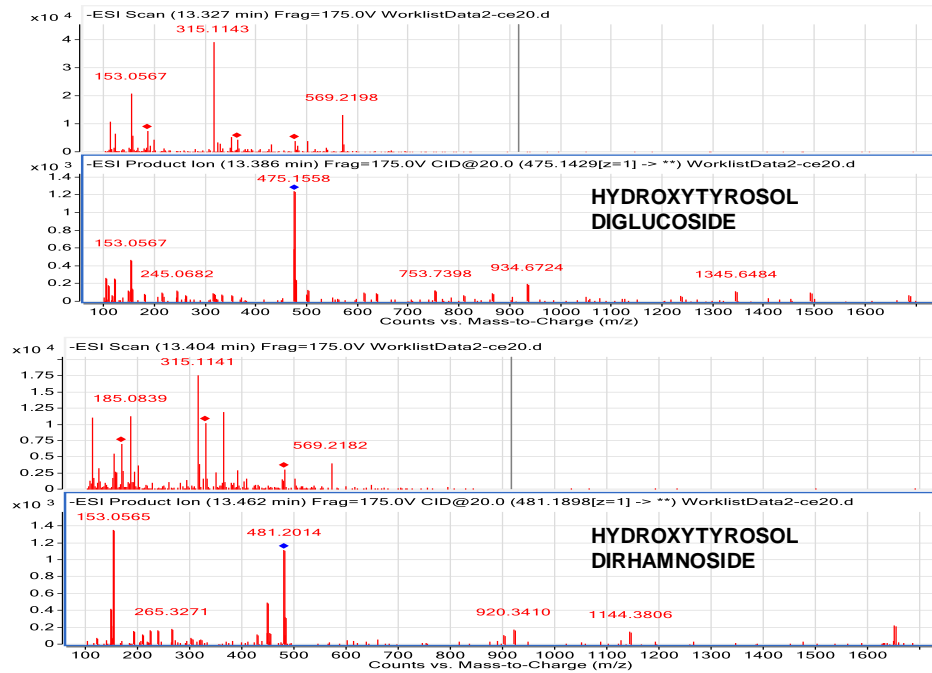 -ESI Scan (13.327 min) Frag=175.0V WorklistData2-ce20.d
x10 4
315.1143
4
3
153.0567
2
569.2198
1
0
-ESI Product Ion (13.386 min) Frag=175.0V CID@20.0 (475.1429[z=1] -> **) WorklistData2-ce20.d
x10 3
475.1558
1.4
1.2
HYDROXYTYROSOL
DIGLUCOSIDE
1
0.8
0.6
153.0567
0.4
245.0682
753.7398
934.6724
1345.6484
0.2
0
100 200 300 400 500 600 700 800 900 1000 1100 1200 1300 1400 1500 1600
Counts vs. Mass-to-Charge (m/z)
-ESI Scan (13.404 min) Frag=175.0V WorklistData2-ce20.d
x10 4
315.1141
1.75
1.5
185.0839
1.25
1
0.75
0.5
569.2182
0.25
0
-ESI Product Ion (13.462 min) Frag=175.0V CID@20.0 (481.1898[z=1] -> **) WorklistData2-ce20.d
x10 3
153.0565
1.4
481.2014
1.2
HYDROXYTYROSOL
DIRHAMNOSIDE
1
0.8
0.6
0.4
265.3271
920.3410
1144.3806
0.2
0
100 200 300 400 500 600 700 800 900 1000 1100 1200 1300 1400 1500 1600
Counts vs. Mass-to-Charge (m/z)